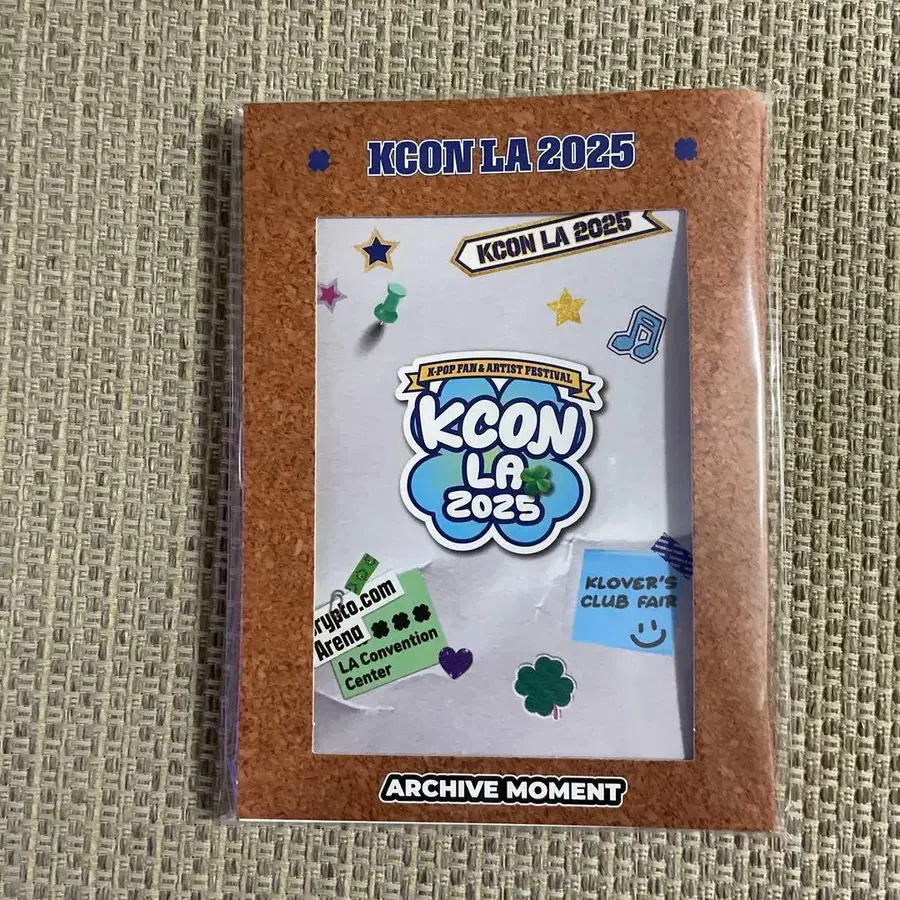 KCON LA 2025
KCON LA 2025
K-POP FAN & ARTIST FESTIVAL
KCON
LA
2025
KLOVER'S
CLUB FAIR
crypto.com
Arena
LA Convention
Center
ARCHIVE MOMENT